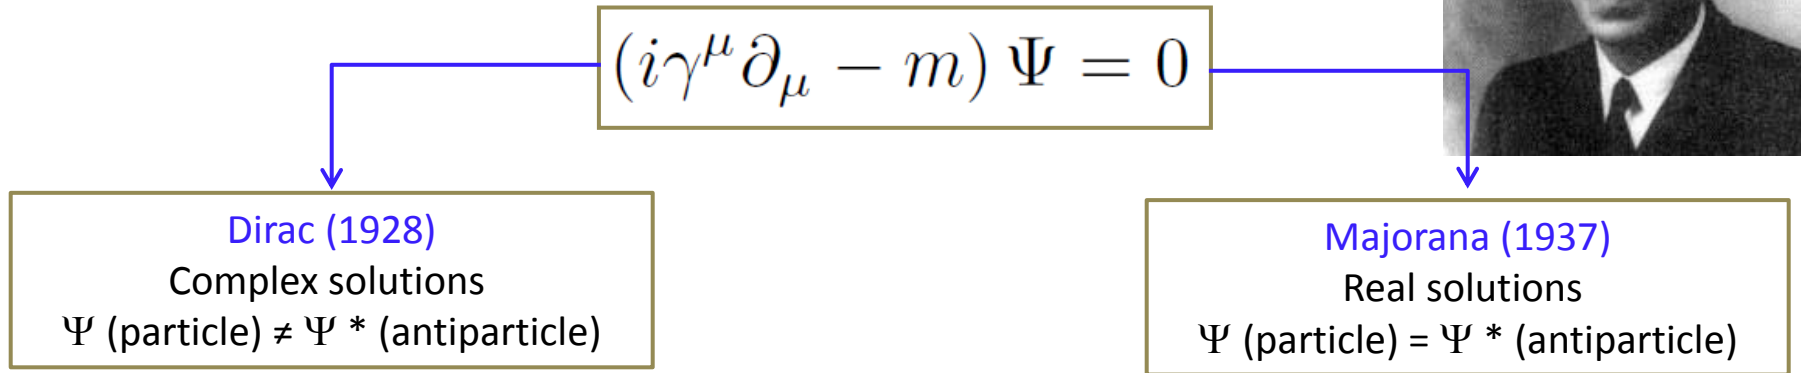 (iγ^μ ∂_μ − m) Ψ = 0
Dirac (1928)
Complex solutions
Ψ (particle) ≠ Ψ * (antiparticle)
Majorana (1937)
Real solutions
Ψ (particle) = Ψ * (antiparticle)